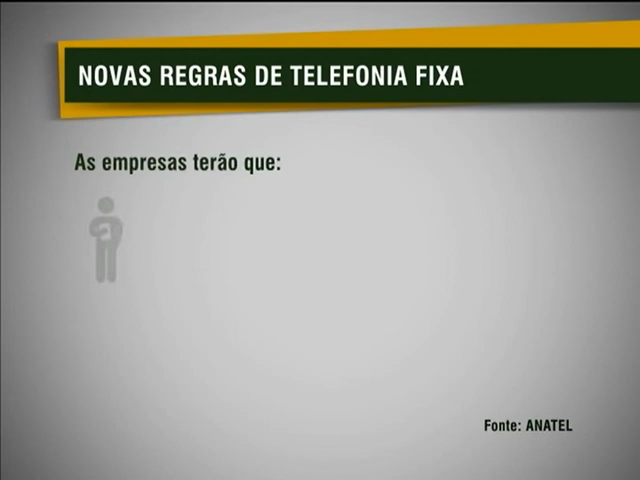 NOVAS REGRAS DE TELEFONIA FIXA
As empresas terão que:
Fonte: ANATEL